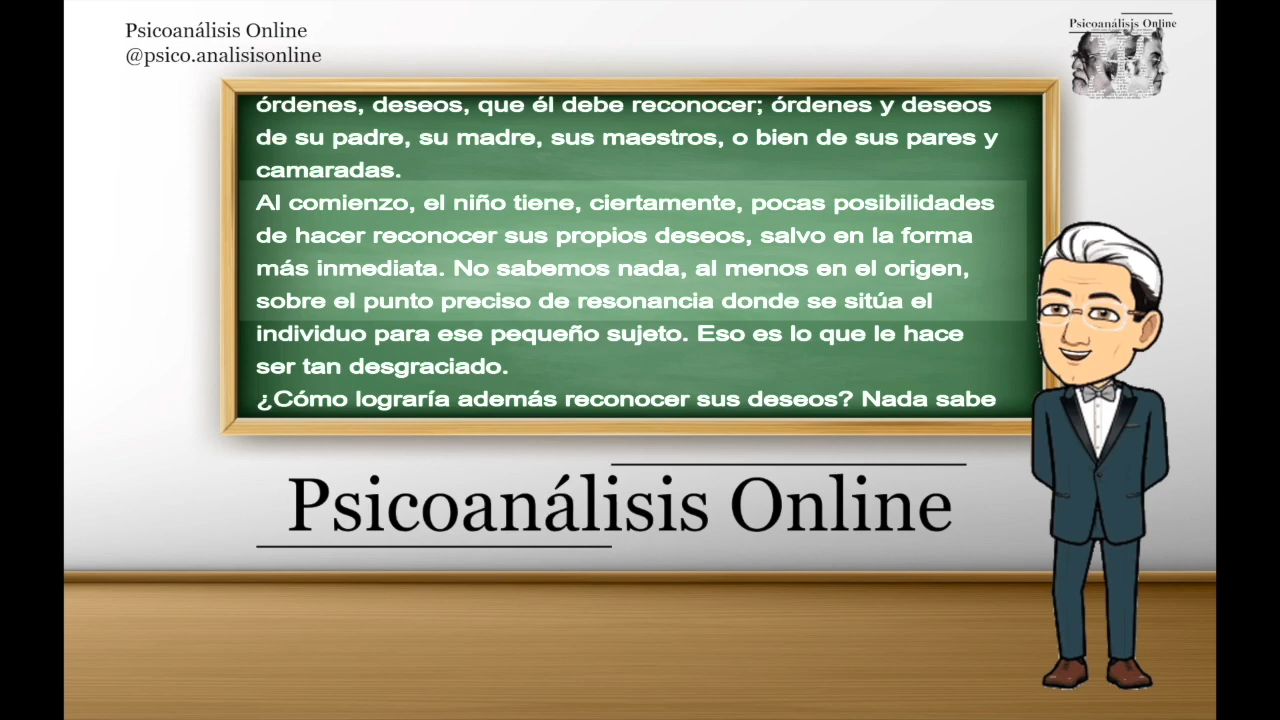 Psicoanálisis Online
@psico.analisisonline
Psicoanálisis Online
órdenes, deseos, que él debe reconocer; órdenes y deseos
de su padre, su madre, sus maestros, o bien de sus pares y
camaradas.
Al comienzo, el niño tiene, ciertamente, pocas posibilidades
de hacer reconocer sus propios deseos, salvo en la forma
más inmediata. No sabemos nada, al menos en el origen,
sobre el punto preciso de resonancia donde se sitúa el
individuo para ese pequeño sujeto. Eso es lo que le hace
ser tan desgraciado.
¿Cómo lograría además reconocer sus deseos? Nada sabe
Psicoanálisis Online